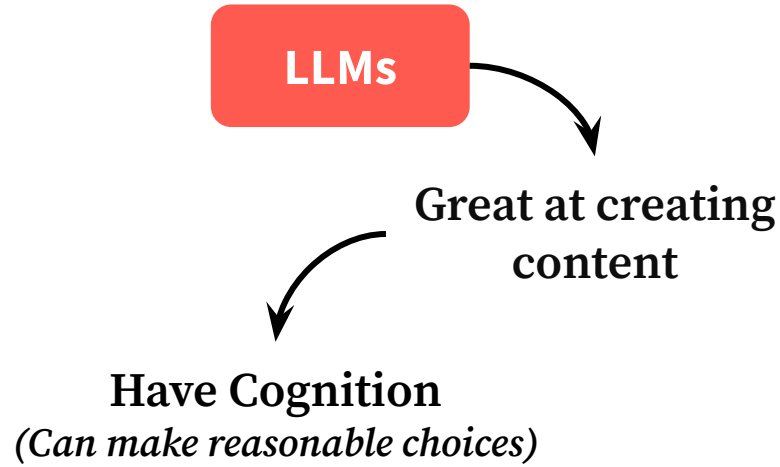 LLMs
Great at creating
content
Have Cognition
(Can make reasonable choices)